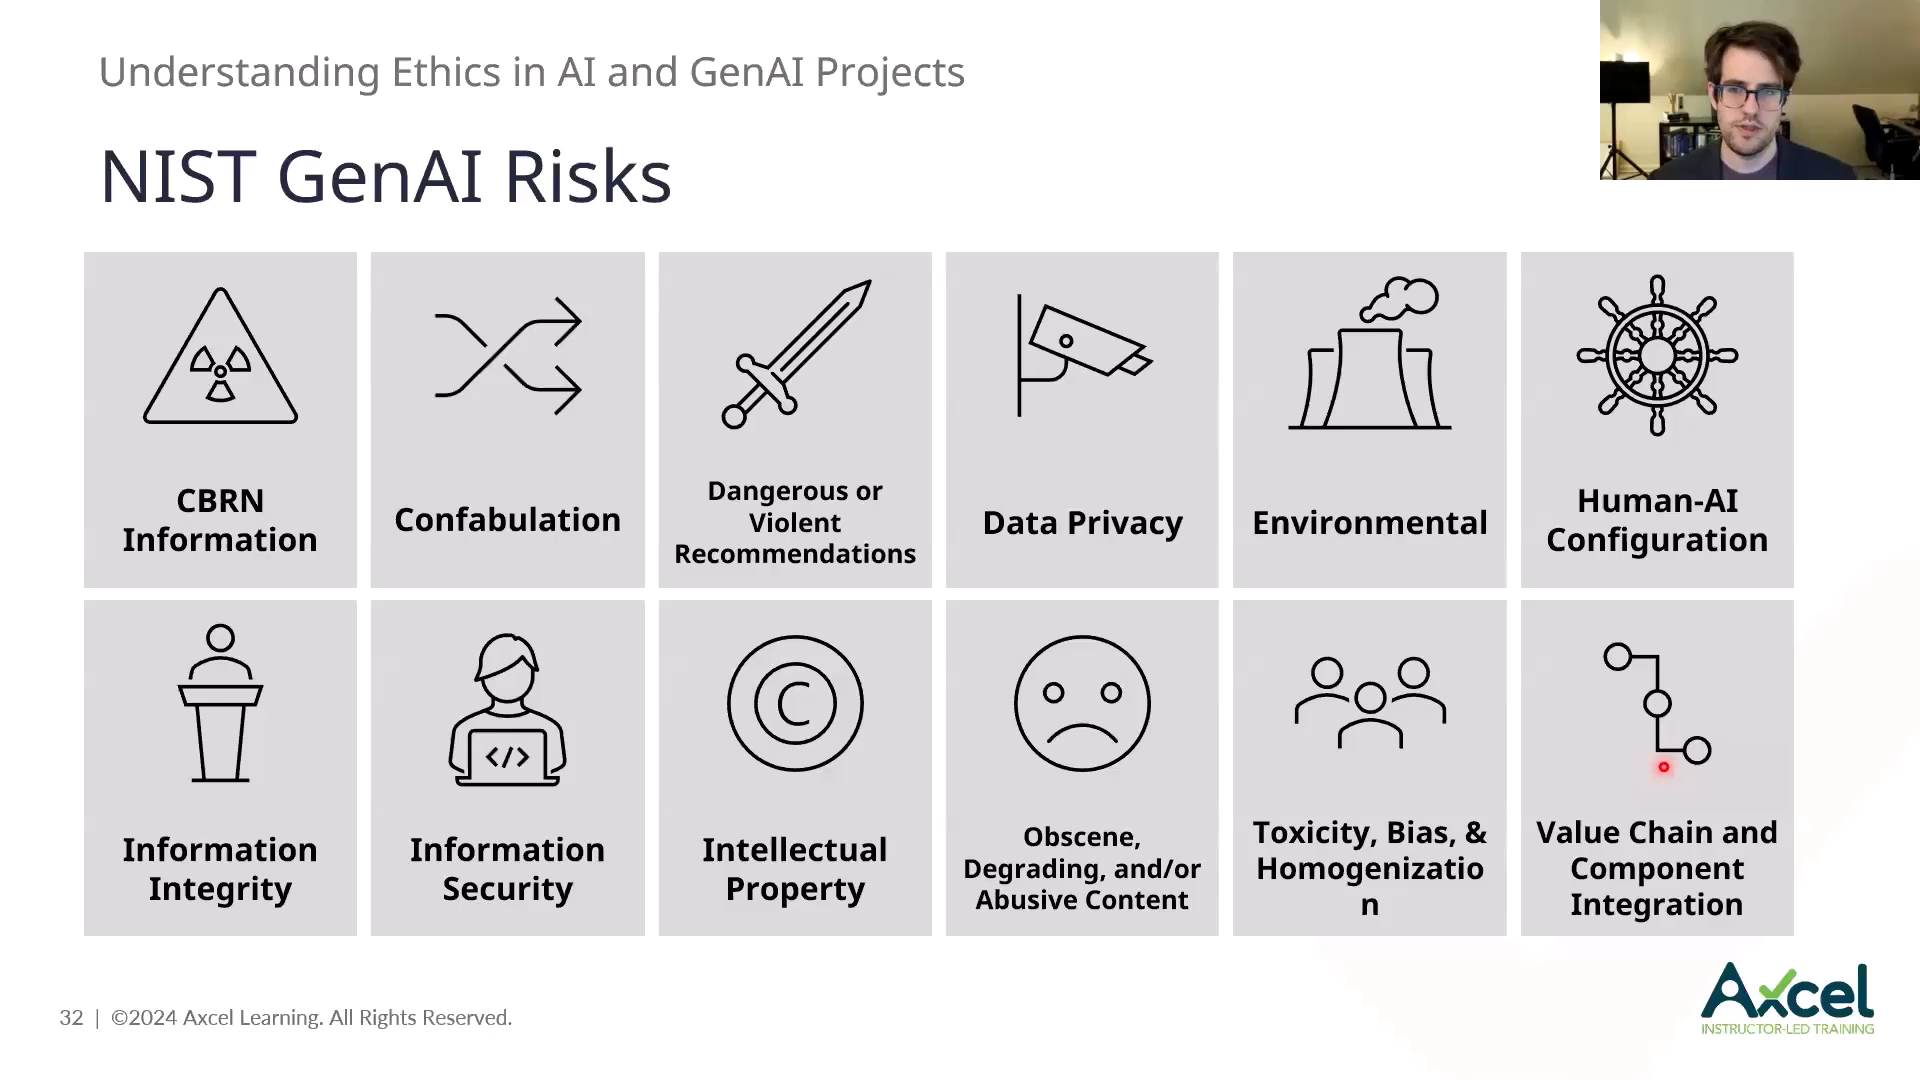 Understanding Ethics in AI and GenAI Projects
NIST GenAI Risks
CBRN
Information
Confabulation
Dangerous or
Violent
Recommendations
Data Privacy
Environmental
Human-AI
Configuration
Information
Integrity
</>
Information
Security
C
Intellectual
Property
Obscene,
Degrading, and/or
Abusive Content
Toxicity, Bias, &
Homogenizatio
n
Value Chain and
Component
Integration
32 | ©2024 Axcel Learning. All Rights Reserved.
Axcel
INSTRUCTOR-LED TRAINING